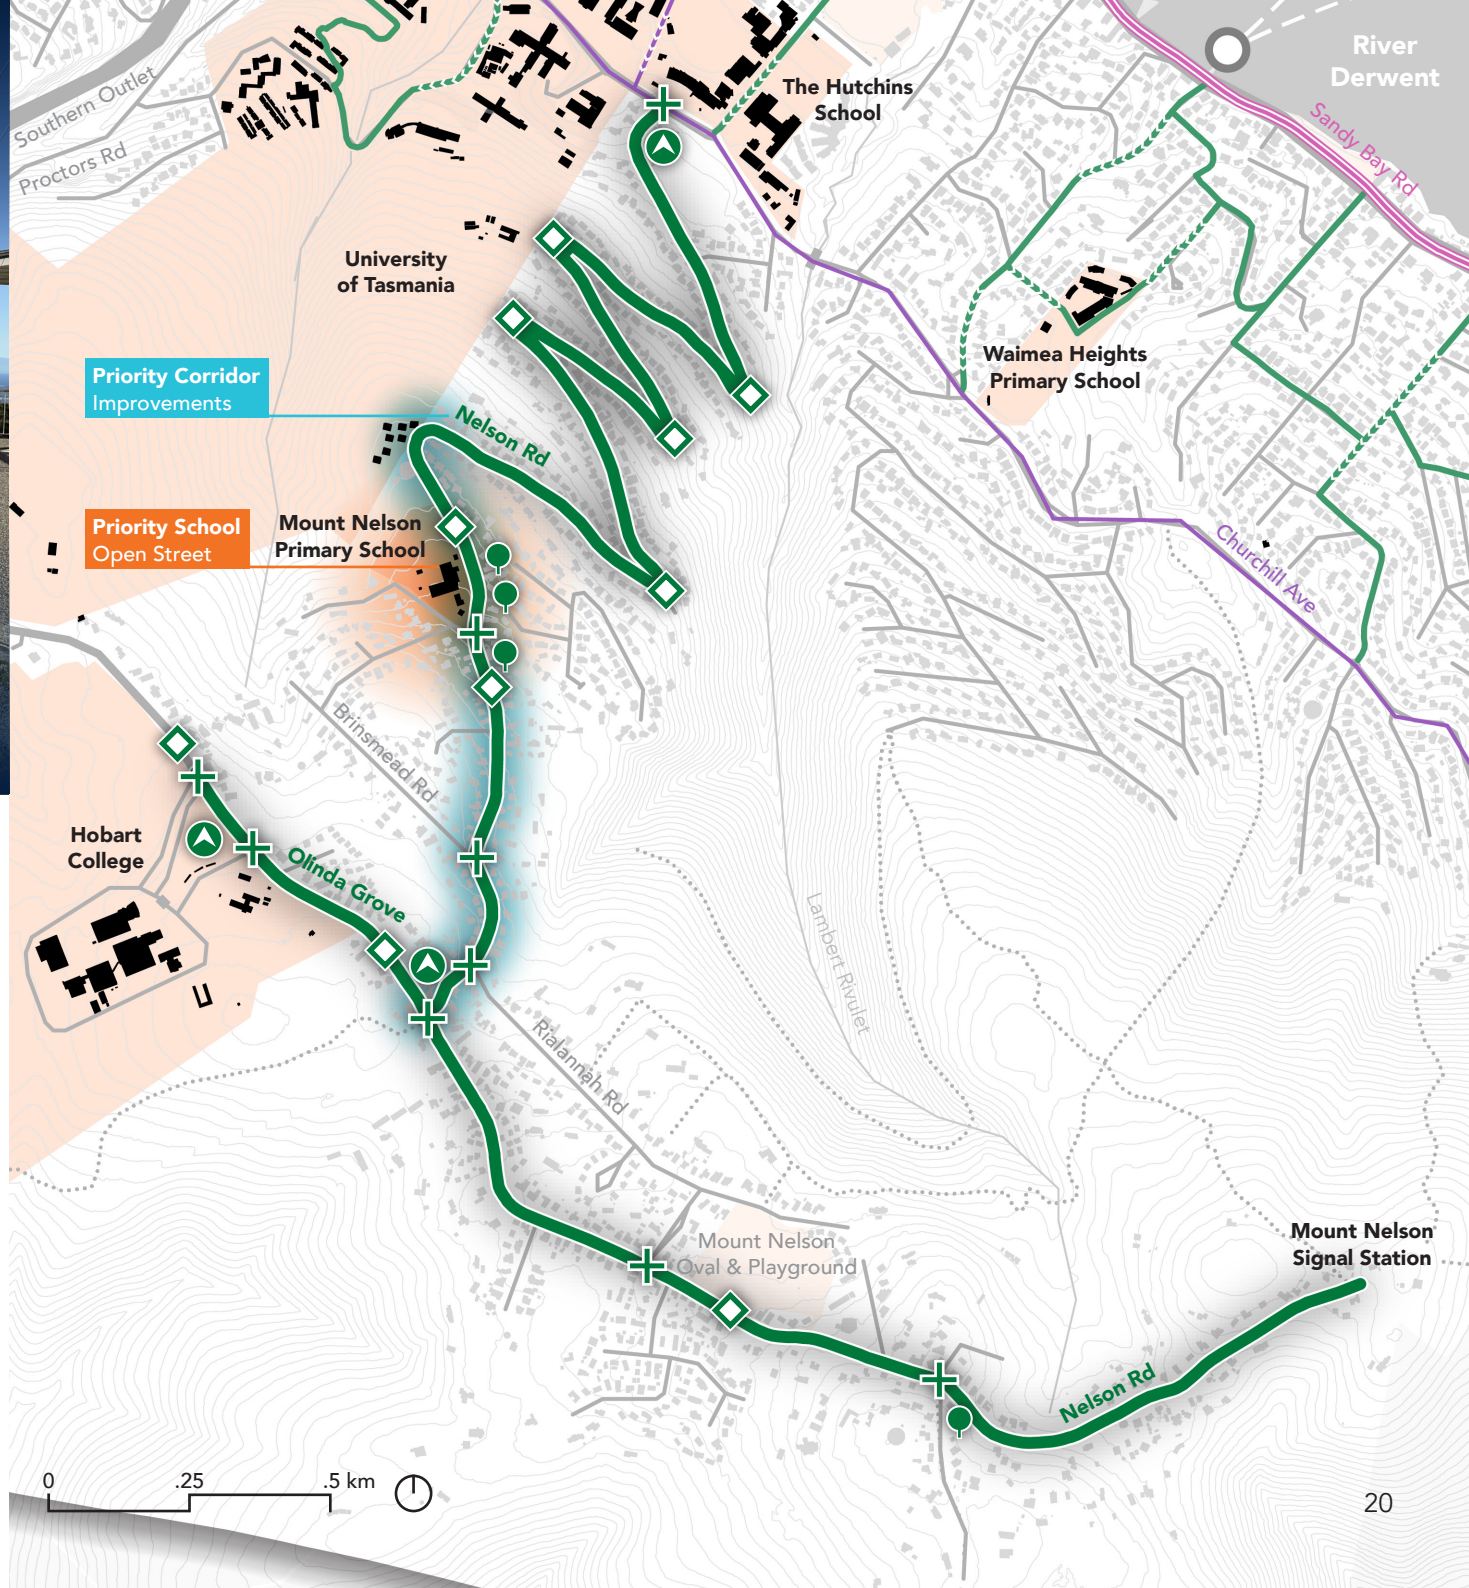 River
Derwent
Southern Outlet
Proctors Rd
The Hutchins
School
Sandy Bay Rd
University
of Tasmania
Waimea Heights
Primary School
Priority Corridor
Improvements
Nelson Rd
Priority School
Open Street
Mount Nelson
Primary School
Churchill Ave
Brinsmead Rd
Hobart
College
Olinda Grove
Lambert Rivulet
Rialannah Rd
Mount Nelson
Oval & Playground
Mount Nelson
Signal Station
Nelson Rd
0 .25 .5 km
20